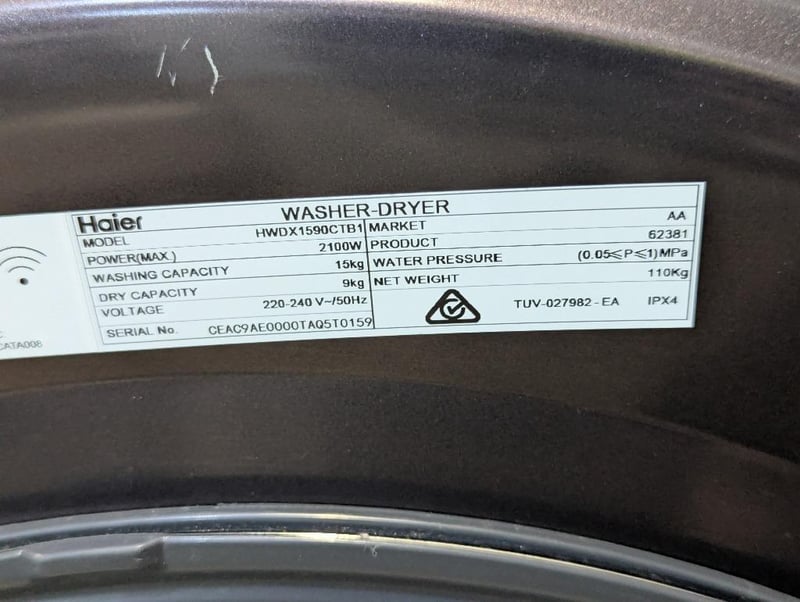 Haier WASHER-DRYER
MODEL HWDX1590CTB1 MARKET AA
POWER(MAX.) 2100W PRODUCT 62381
WASHING CAPACITY 15kg WATER PRESSURE (0.05≤P≤1)MPa
DRY CAPACITY 9kg NET WEIGHT 110Kg
VOLTAGE 220-240 V~/50Hz
SERIAL No. CEAC9AE0000TAQ5T0159 TUV-027982-EA IPX4
C
CATA008